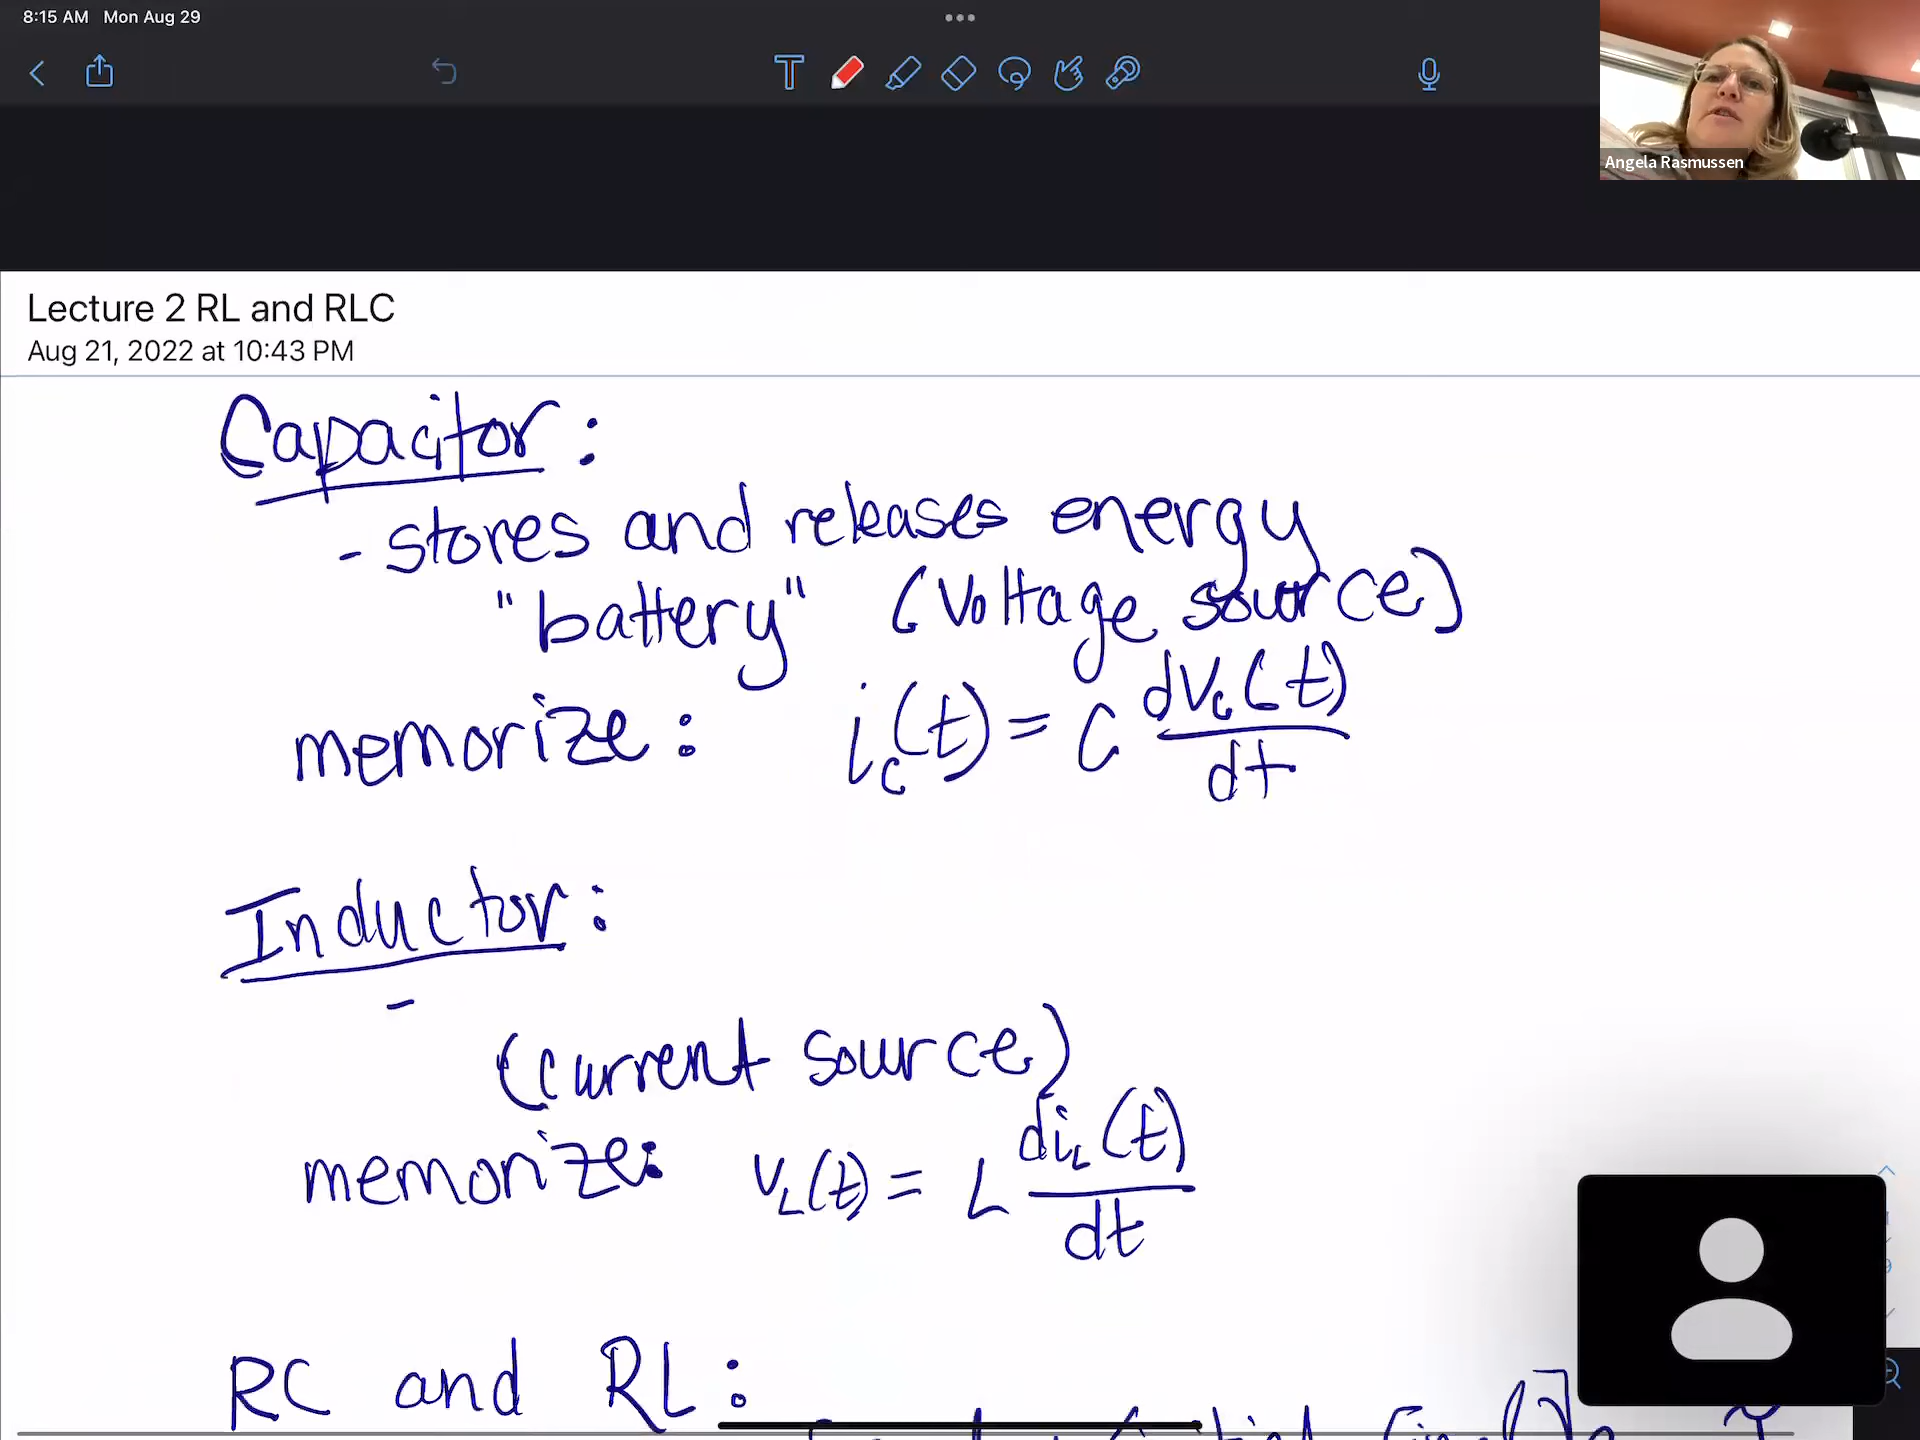 8:15 AM Mon Aug 29
Angela Rasmussen
Lecture 2 RL and RLC
Aug 21, 2022 at 10:43 PM
Capacitor:
- stores and releases energy
"battery" (Voltage source)
memorize: i_c(t) = C dv_c(t)/dt
Inductor:
-
(current source)
memorize: v_L(t) = L di_L(t)/dt
RC and RL: